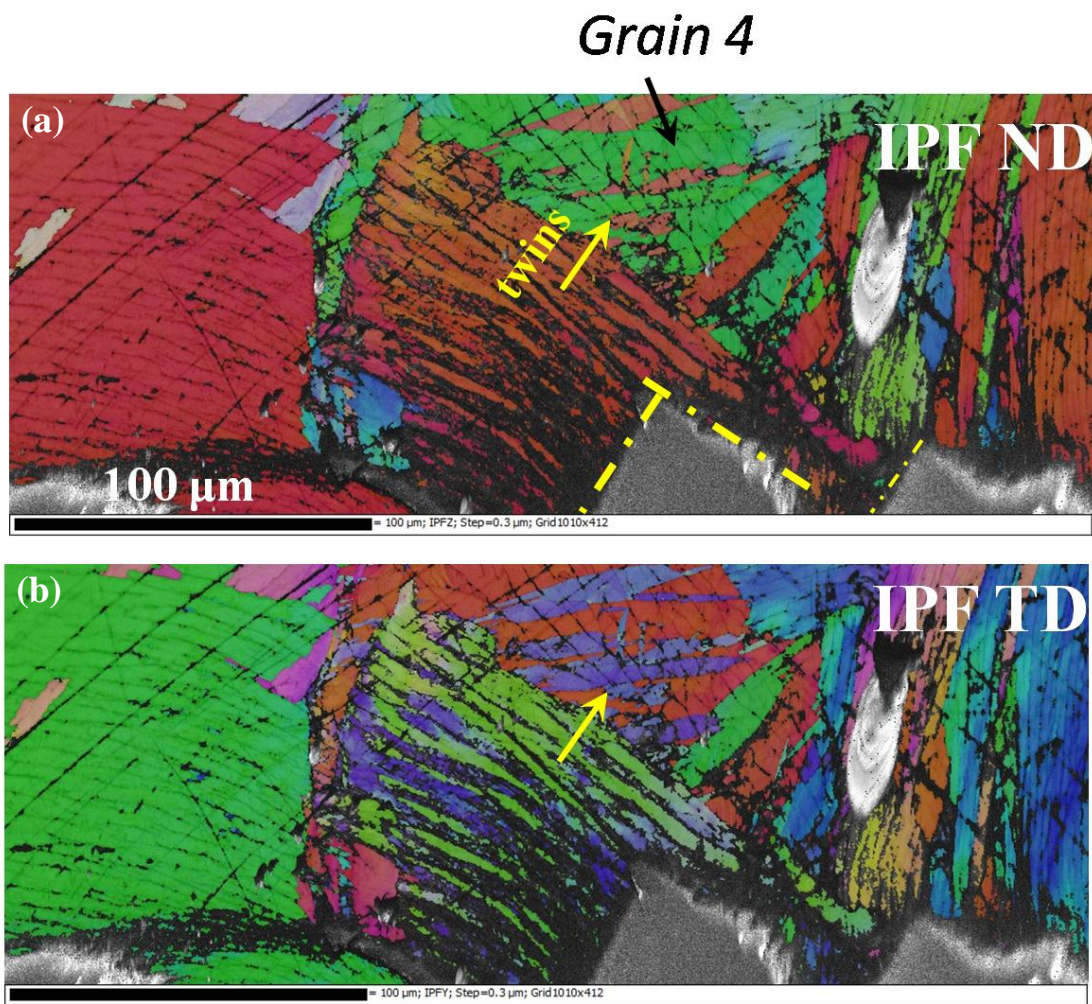 Grain 4
(a)
IPF ND
twins
100 µm
= 100 µm; IPFZ; Step=0.3 µm; Grid1010x412
(b)
IPF TD
= 100 µm; IPFY; Step=0.3 µm; Grid1010x412